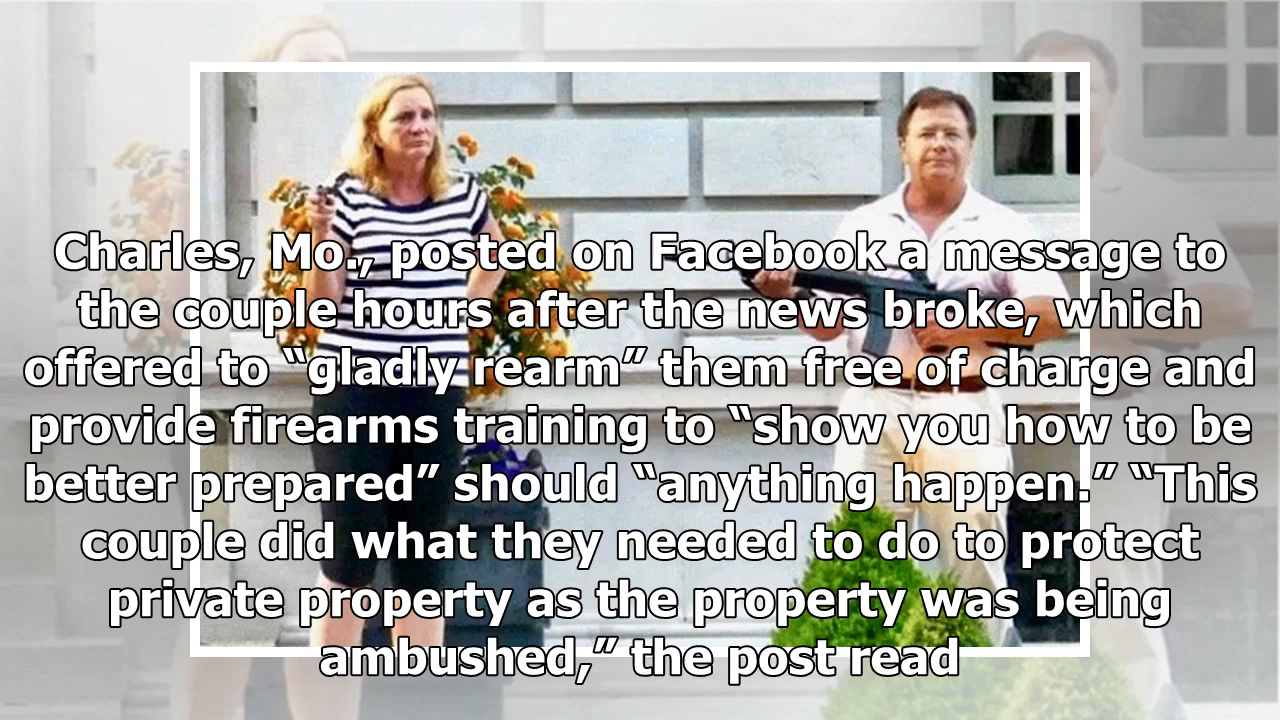 Charles, Mo., posted on Facebook a message to
the couple hours after the news broke, which
offered to “gladly rearm” them free of charge and
provide firearms training to “show you how to be
better prepared” should “anything happen.” “This
couple did what they needed to do to protect
private property as the property was being
ambushed,” the post read